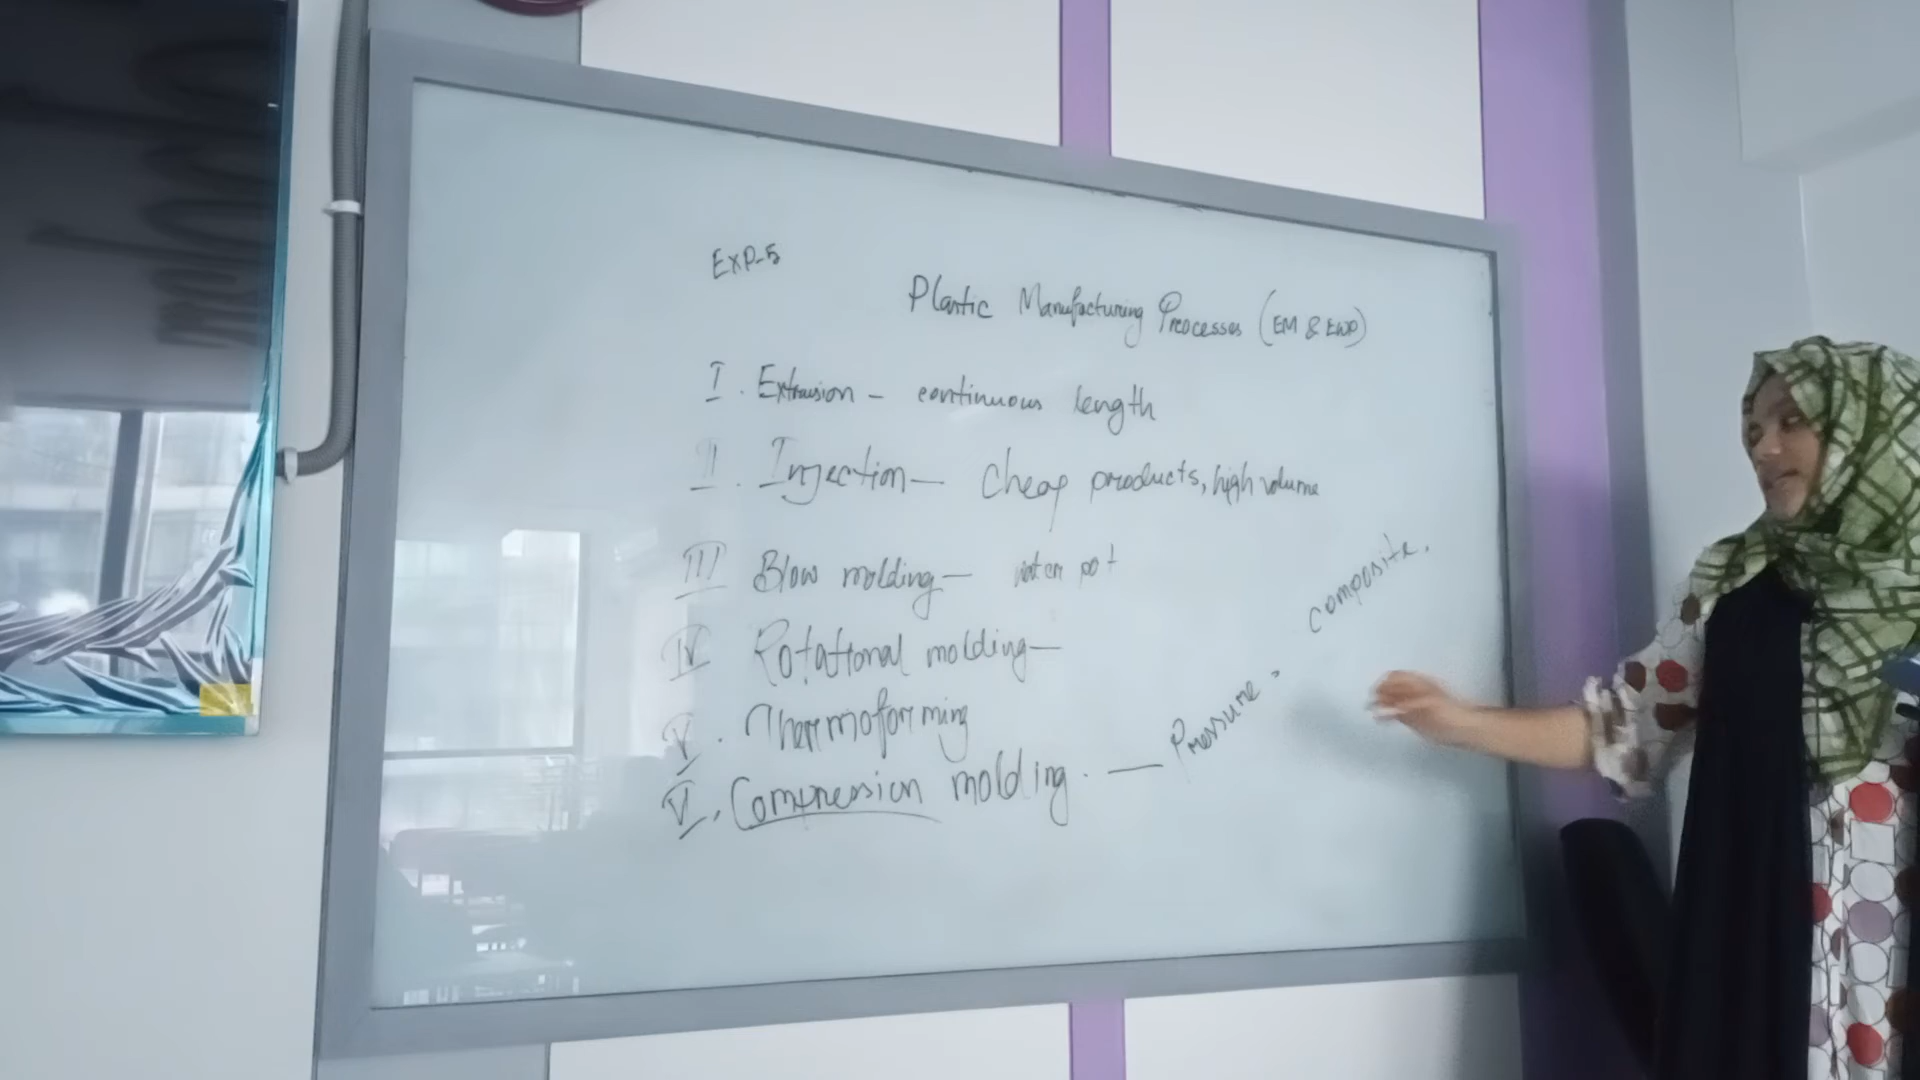 EXP-5
Plastic Manufacturing Processes (EM & EWP)
I. Extrusion - continuous length
II. Injection - Cheap products, high volume
III Blow molding - water pot
IV Rotational molding -
V. Thermoforming
VI. Compression molding. - Pressure, composite.